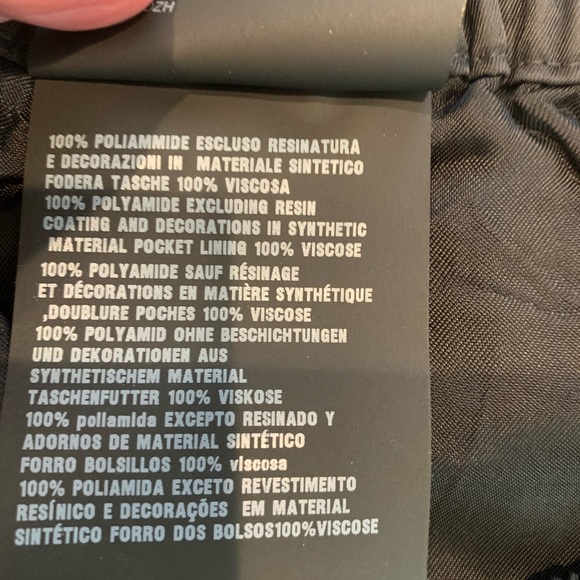 100% POLIAMMIDE ESCLUSO RESINATURA
E DECORAZIONI IN MATERIALE SINTETICO
FODERA TASCHE 100% VISCOSA
100% POLYAMIDE EXCLUDING RESIN
COATING AND DECORATIONS IN SYNTHETIC
MATERIAL POCKET LINING 100% VISCOSE
100% POLYAMIDE SAUF RÉSINAGE
ET DÉCORATIONS EN MATIÈRE SYNTHÉTIQUE
,DOUBLURE POCHES 100% VISCOSE
100% POLYAMID OHNE BESCHICHTUNGEN
UND DEKORATIONEN AUS
SYNTHETISCHEM MATERIAL
TASCHENFUTTER 100% VISKOSE
100% poliamida EXCEPTO RESINADO Y
ADORNOS DE MATERIAL SINTÉTICO
FORRO BOLSILLOS 100% viscosa
100% POLIAMIDA EXCETO REVESTIMENTO
RESÍNICO E DECORAÇÕES EM MATERIAL
SINTÉTICO FORRO DOS BOLSOS100%VISCOSE